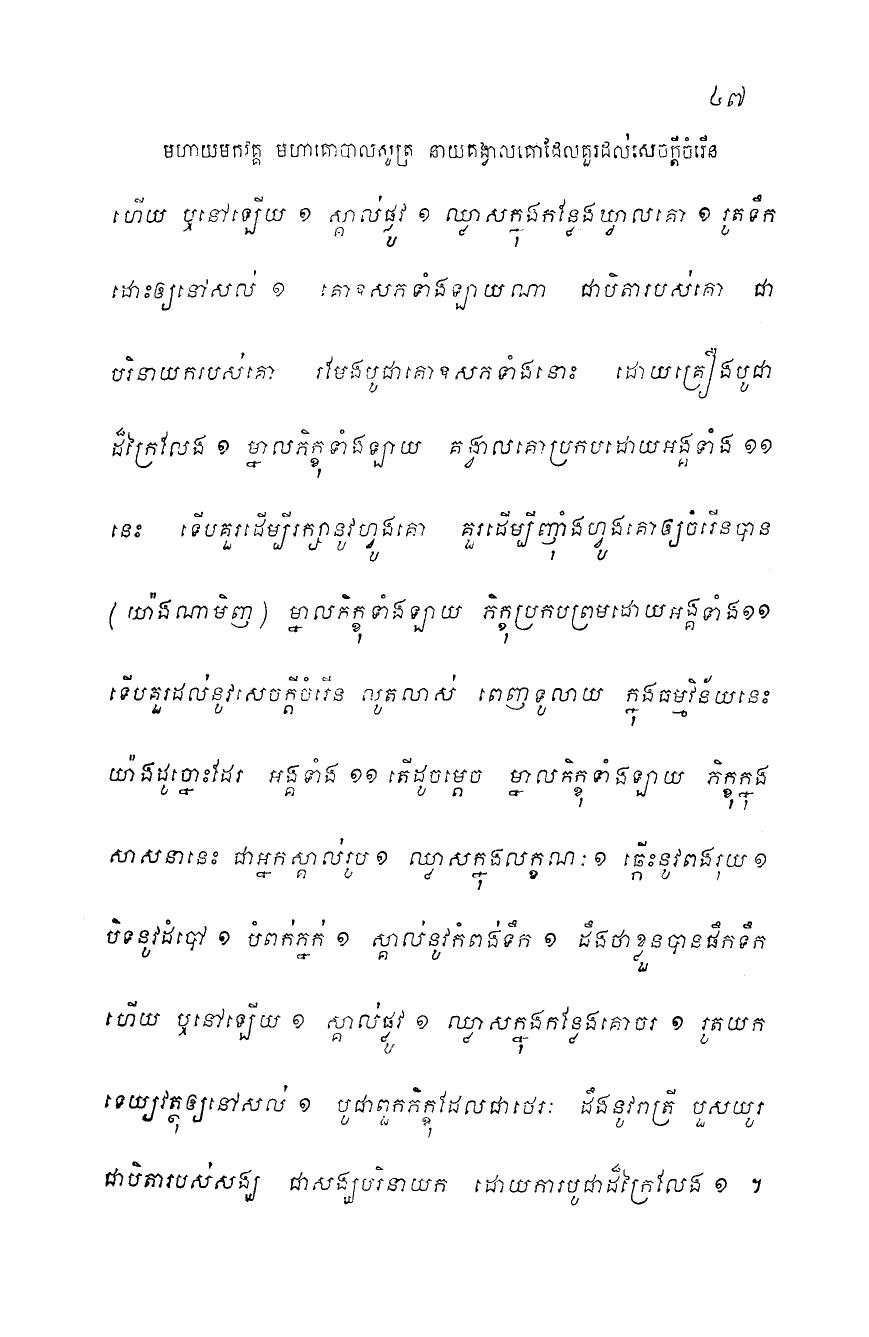 ៤៧
មហាយមកវគ្គ មហាគោបាលសូត្រ នាយគង្វាលគោដែលគួរដល់សេចក្តីចំរើន
ហើយ ឬនៅឡើយ ១ ស្គាល់ផ្លូវ ១ ឈ្លាសក្នុងកន្លែងឃ្វាលគោ ១ រូតទឹក
ដោះឲ្យនៅសល់ ១ គោឧសភទាំងឡាយណា ជាបិតារបស់គោ ជា
បរិនាយករបស់គោ រមែងបូជាគោឧសភទាំងនោះ ដោយគ្រឿងបូជា
ដ៏ក្រៃលែង ១ ម្នាលភិក្ខុទាំងឡាយ គង្វាលគោប្រកបដោយអង្គទាំង ១១
នេះ ទើបគួរដើម្បីរក្សានូវហ្វូងគោ គួរដើម្បីញ៉ាំងហ្វូងគោឲ្យចំរើនបាន
(យ៉ាងណាមិញ) ម្នាលភិក្ខុទាំងឡាយ ភិក្ខុប្រកបព្រមដោយអង្គទាំង១១
ទើបគួរដល់នូវសេចក្តីចំរើន លូតលាស់ ពេញទូលាយ ក្នុងធម្មវិន័យនេះ
យ៉ាងដូច្នោះដែរ អង្គទាំង ១១ តើដូចម្តេច ម្នាលភិក្ខុទាំងឡាយ ភិក្ខុក្នុង
សាសនានេះ ជាអ្នកស្គាល់រូប ១ ឈ្លាសក្នុងលក្ខណៈ ១ ឆ្កើះនូវពងរុយ ១
បិទនូវដំបៅ ១ បំពក់ភ្នក់ ១ ស្គាល់នូវកំពង់ទឹក ១ ដឹងថាខ្លួនបានផឹកទឹក
ហើយ ឬនៅឡើយ ១ ស្គាល់ផ្លូវ ១ ឈ្លាសក្នុងកន្លែងគោចរ ១ រូតយក
ទេយ្យវត្ថុឲ្យនៅសល់ ១ បូជាពួកភិក្ខុដែលជាថេរៈ ដឹងនូវរាត្រី បួសយូរ
ជាបិតារបស់សង្ឃ ជាសង្ឃបរិនាយក ដោយការបូជាដ៏ក្រៃលែង ១ ។